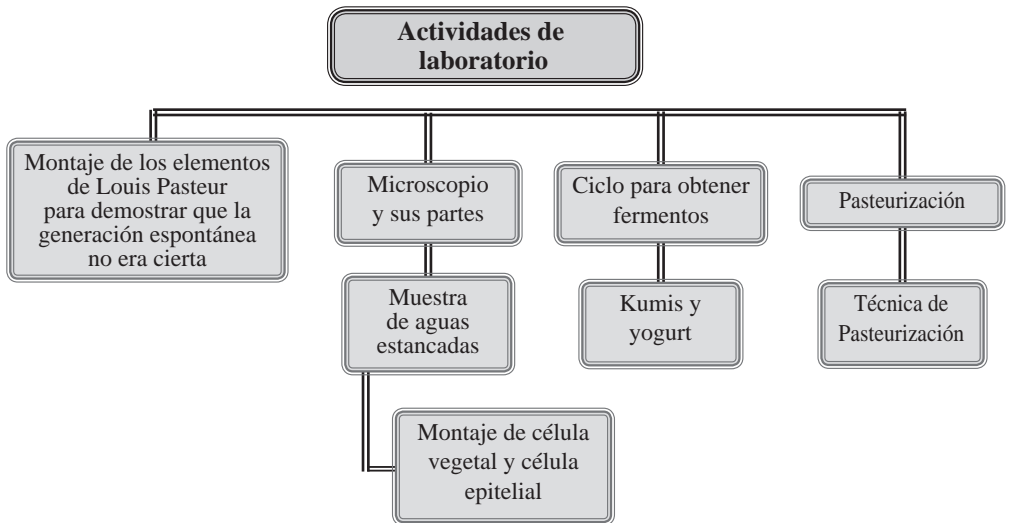 Actividades de
laboratorio
Montaje de los elementos
de Louis Pasteur
para demostrar que la
generación espontánea
no era cierta
Microscopio
y sus partes
Ciclo para obtener
fermentos
Pasteurización
Muestra
de aguas
estancadas
Kumis y
yogurt
Técnica de
Pasteurización
Montaje de célula
vegetal y célula
epitelial